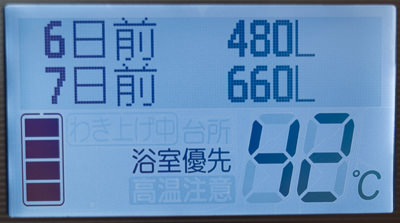 6日前 480L
7日前 660L
わき上げ中 台所
浴室優先 42℃
高温注意